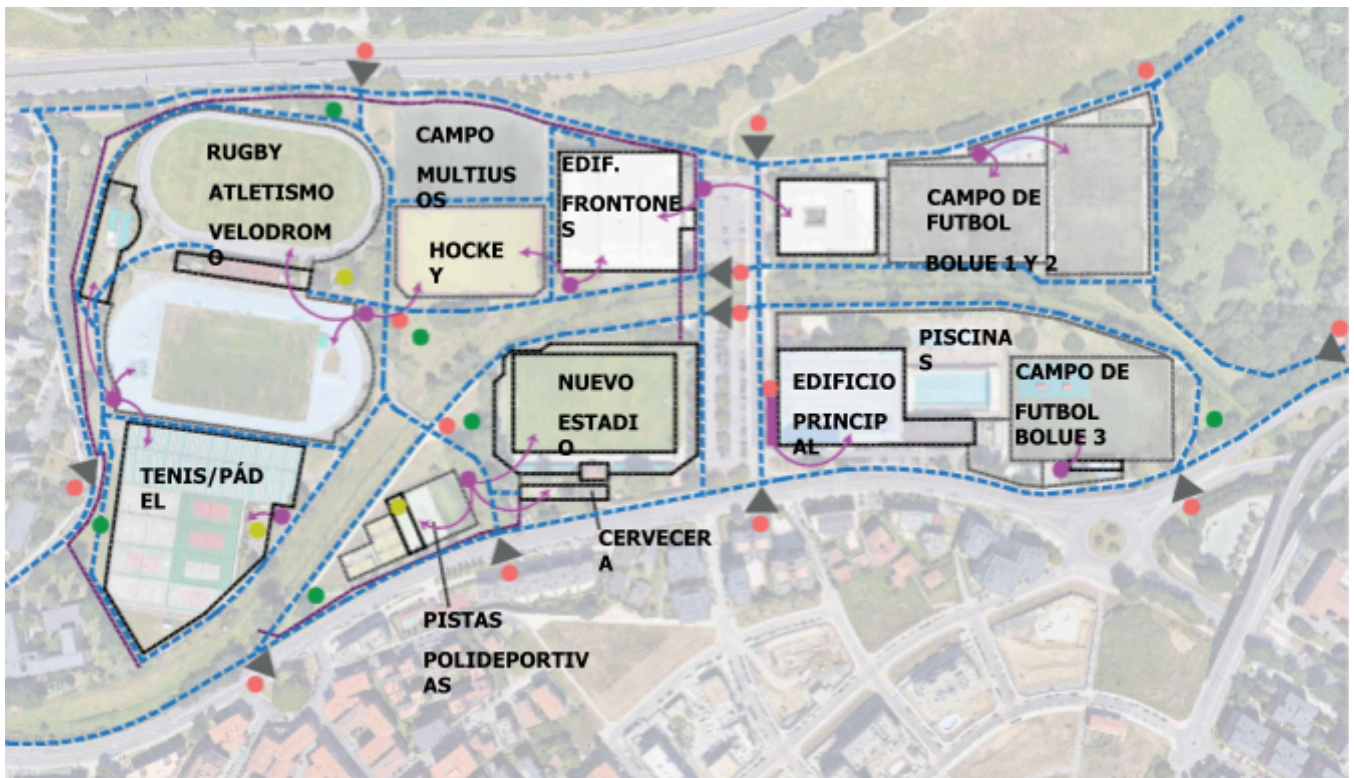 RUGBY
ATLETISMO
VELODROM
O
CAMPO
MULTIUS
OS
HOCKE
Y
EDIF.
FRONTONE
S
CAMPO DE
FUTBOL
BOLUE 1 Y 2
PISCINA
S
NUEVO
ESTADI
O
EDIFICIO
PRINCIP
AL
CAMPO DE
FUTBOL
BOLUE 3
TENIS/PÁD
EL
CERVECER
A
PISTAS
POLIDEPORTIV
AS